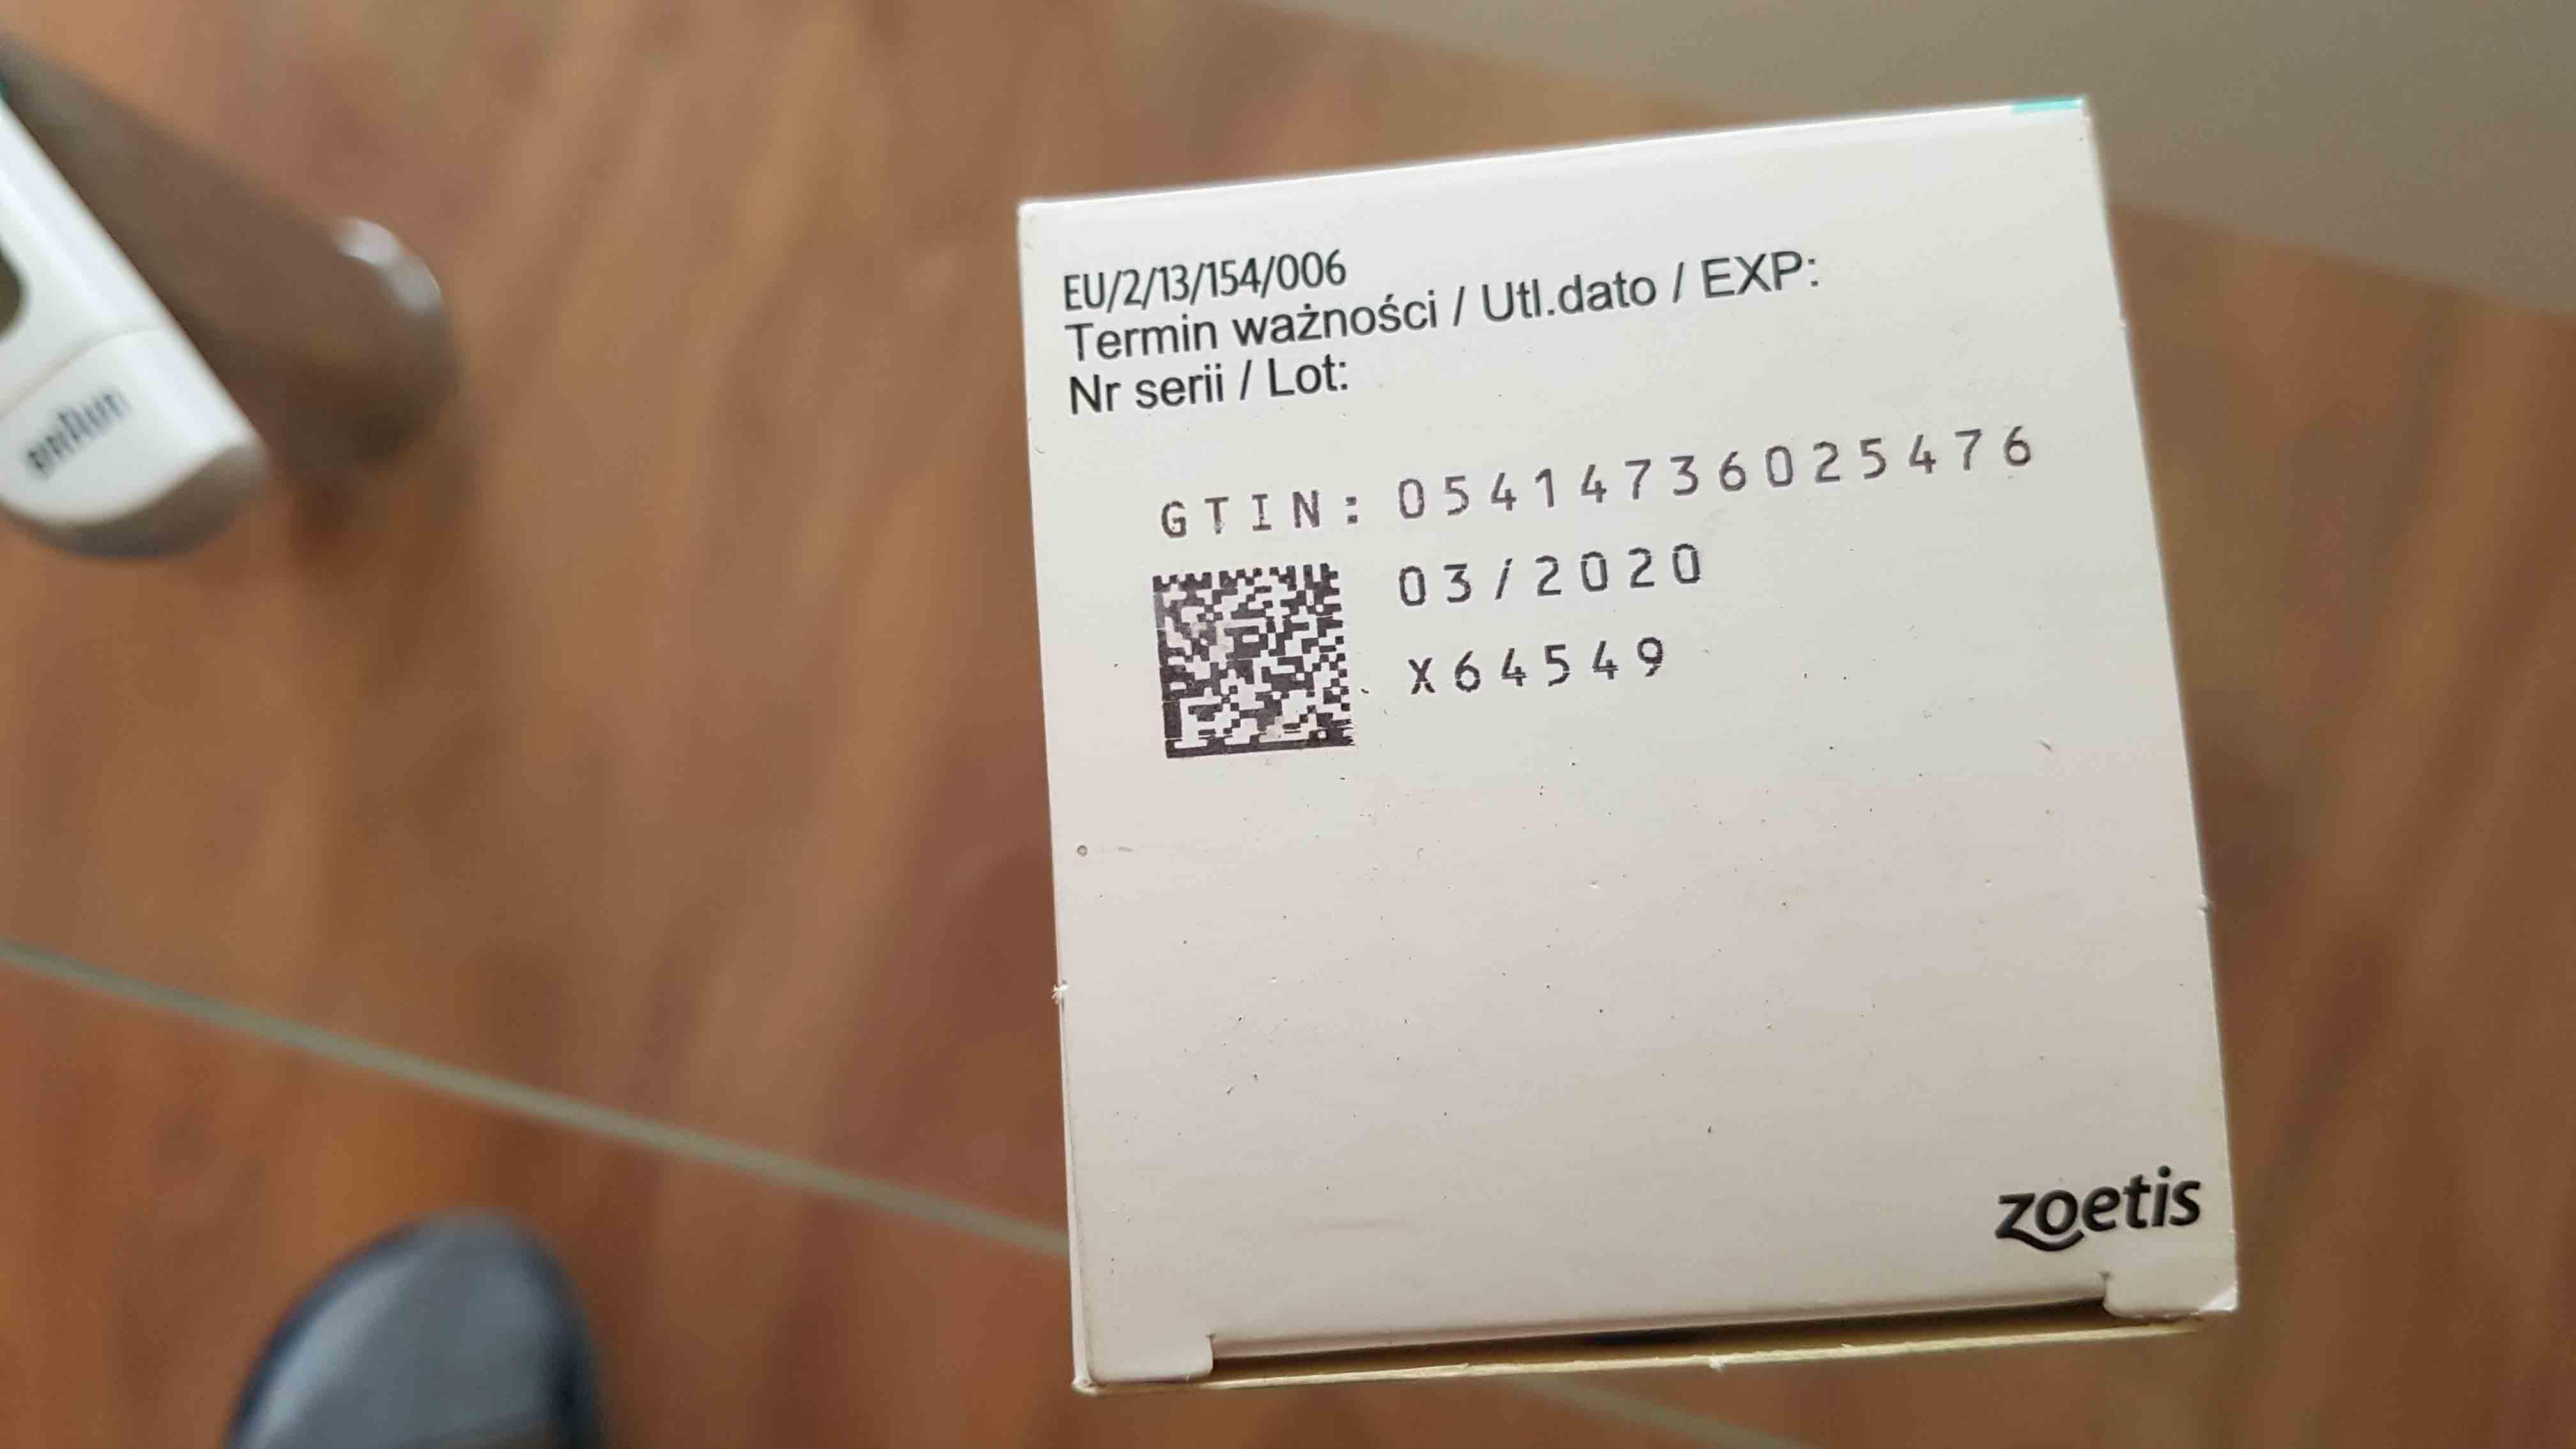 EU/2/13/154/006
Termin ważności / Utl.dato / EXP:
Nr serii / Lot:
GTIN: 05414736025476
03/2020
X64549
zoetis
BRAUN